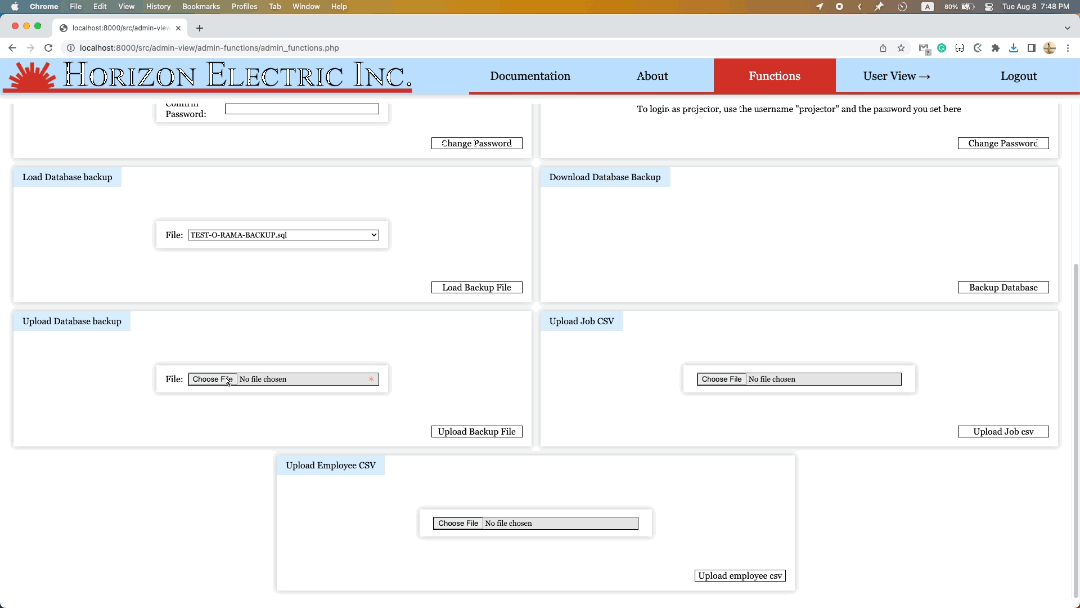 Chrome File Edit View History Bookmarks Profiles Tab Window Help
A 80% Tue Aug 8 7:48 PM
localhost:8000/src/admin-view
localhost:8000/src/admin-view/admin-functions/admin_functions.php
Horizon Electric Inc.
Documentation About Functions User View → Logout
Confirm
Password:
To login as projector, use the username "projector" and the password you set here
Change Password Change Password
Load Database backup Download Database Backup
File: TEST-O-RAMA-BACKUP.sql
Load Backup File Backup Database
Upload Database backup Upload Job CSV
File: Choose File No file chosen * Choose File No file chosen
Upload Backup File Upload Job csv
Upload Employee CSV
Choose File No file chosen
Upload employee csv